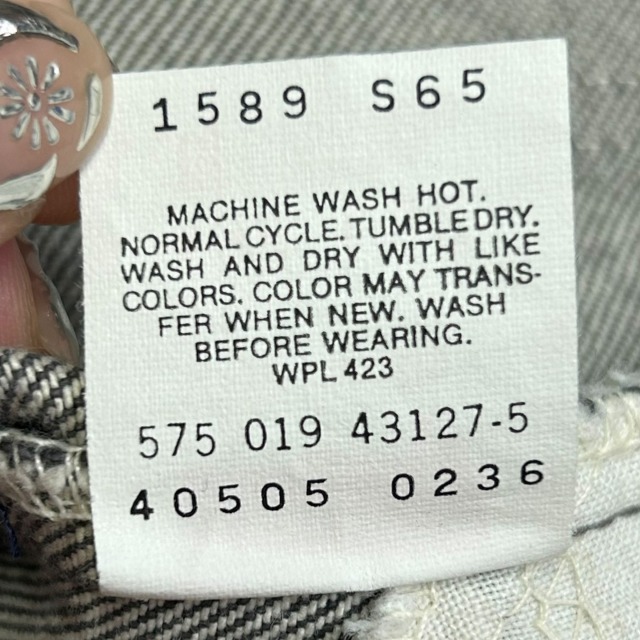 1589 S65
MACHINE WASH HOT.
NORMAL CYCLE. TUMBLE DRY.
WASH AND DRY WITH LIKE
COLORS. COLOR MAY TRANS-
FER WHEN NEW. WASH
BEFORE WEARING.
WPL 423
575 019 43127-5
40505 0236